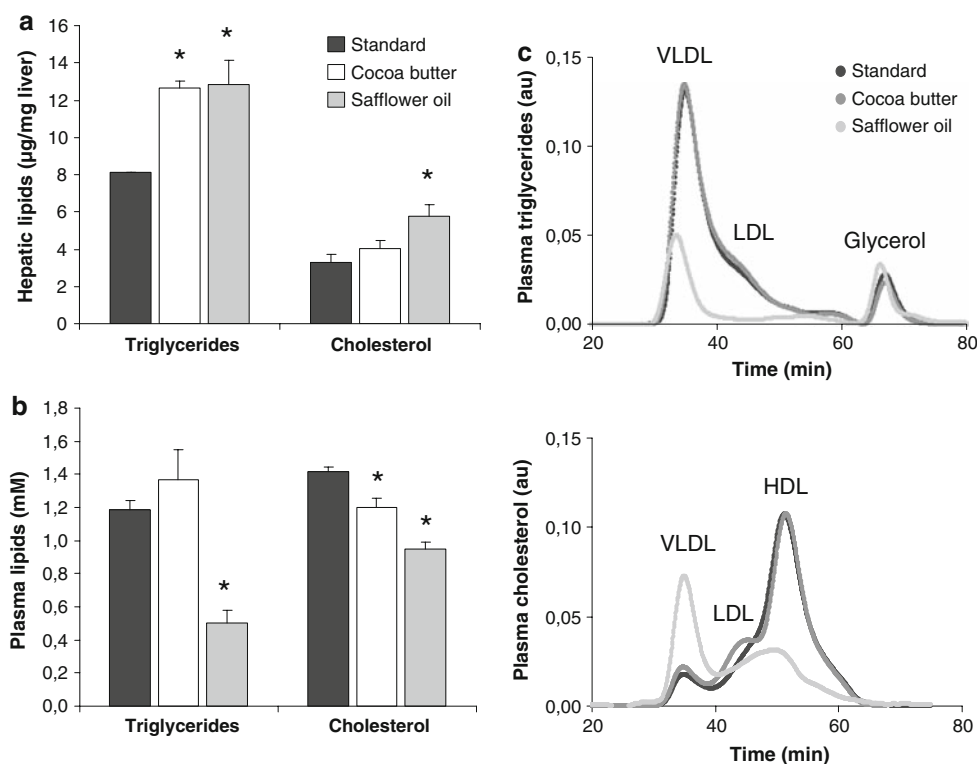 a
Hepatic lipids (µg/mg liver)
16
14
12
10
8
6
4
2
0
* *
*
Standard
Cocoa butter
Safflower oil
Triglycerides Cholesterol
b
Plasma lipids (mM)
1,8
1,6
1,4
1,2
1,0
0,8
0,6
0,4
0,2
0,0
*
*
*
Triglycerides Cholesterol
c
Plasma triglycerides (au)
0,15
0,10
0,05
0,00
VLDL
LDL
Glycerol
Standard
Cocoa butter
Safflower oil
20 40 60 80
Time (min)
Plasma cholesterol (au)
0,15
0,10
0,05
0,00
VLDL
LDL
HDL
20 40 60 80
Time (min)